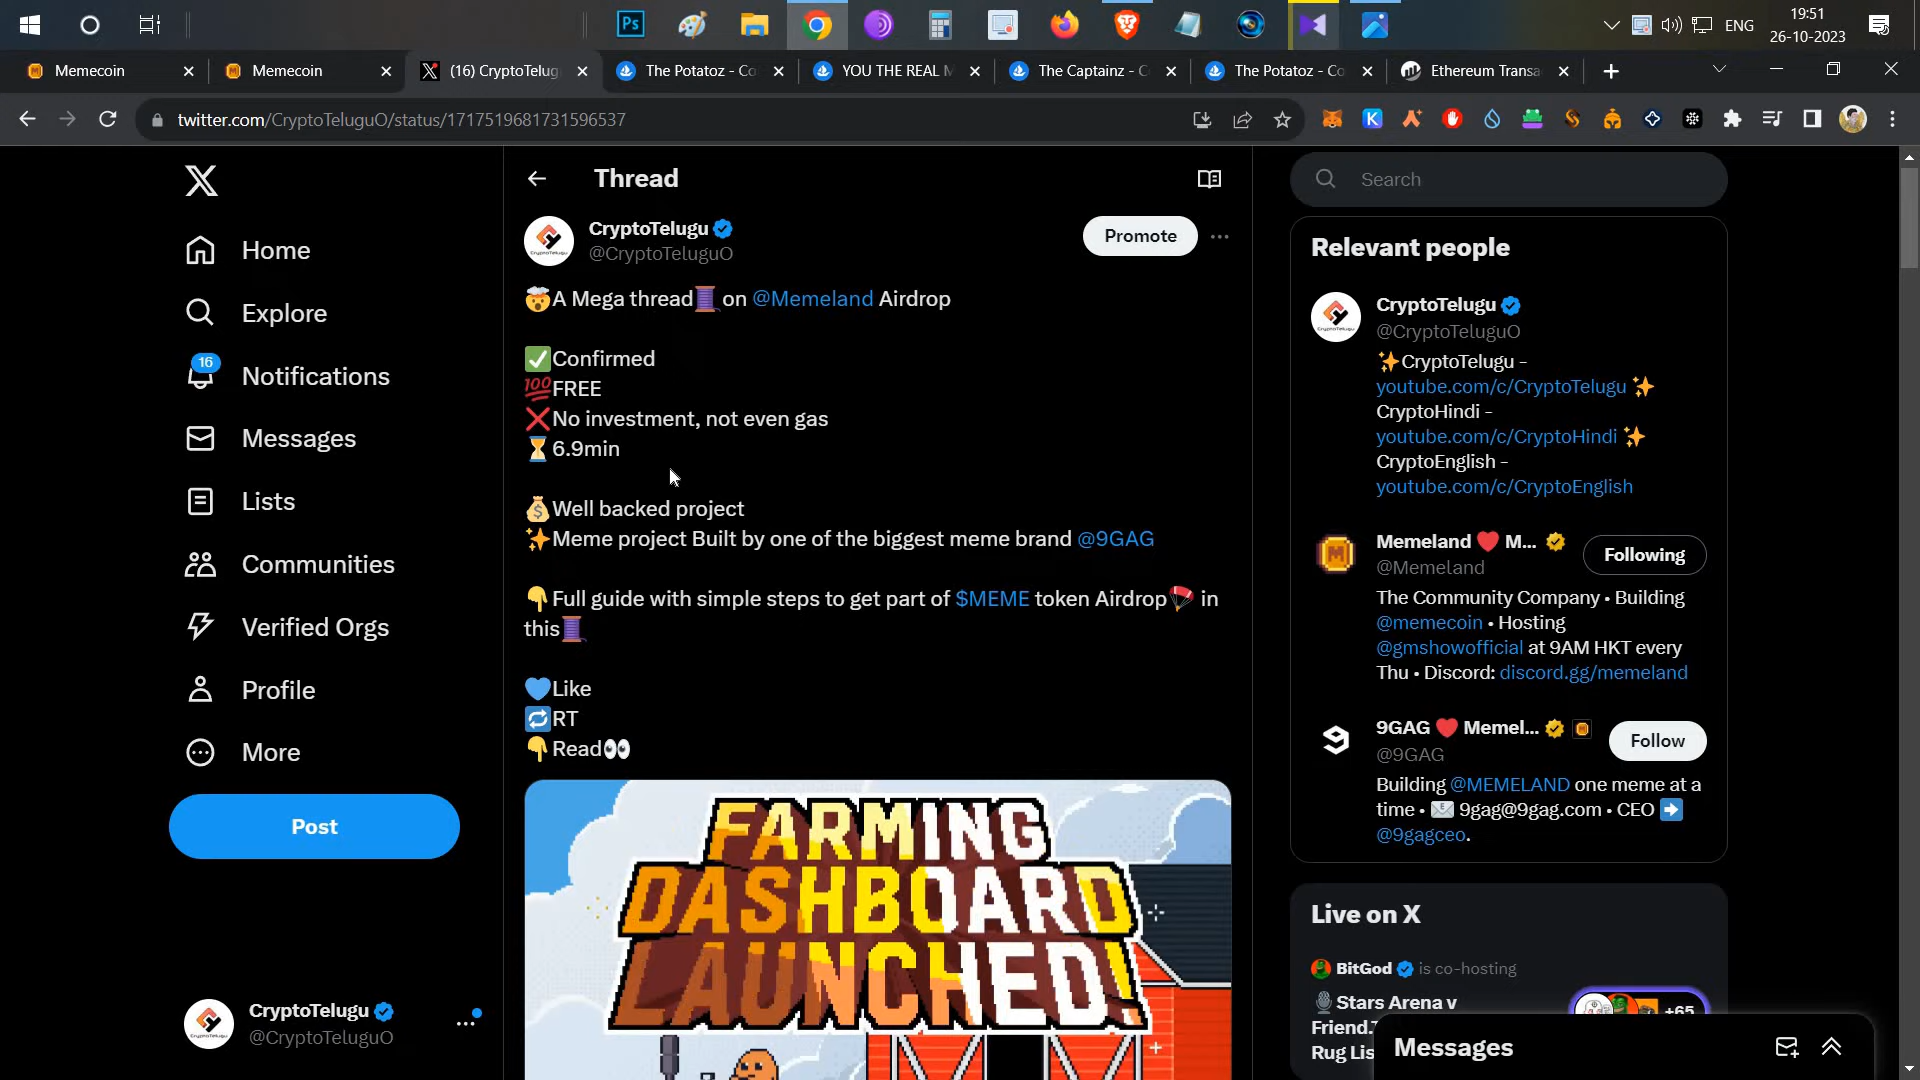 Ps
ENG
19:51
26-10-2023
Memecoin
Memecoin
(16) CryptoTelug
The Potatoz - Co
YOU THE REAL M
The Captainz - C
The Potatoz - Co
Ethereum Transa
twitter.com/CryptoTeluguO/status/1717519681731596537
Home
Explore
16
Notifications
Messages
Lists
Communities
Verified Orgs
Profile
More
Post
CryptoTelugu
@CryptoTeluguO
Thread
CryptoTelugu
@CryptoTeluguO
Promote
🤯A Mega thread🧵 on @Memeland Airdrop
✅Confirmed
💯FREE
❌No investment, not even gas
⏳6.9min
💰Well backed project
✨Meme project Built by one of the biggest meme brand @9GAG
👇Full guide with simple steps to get part of $MEME token Airdrop🪂 in
this🧵
💙Like
🔁RT
👇Read👀
FARMING
DASHBOARD
LAUNCHED!
Search
Relevant people
CryptoTelugu
@CryptoTeluguO
✨CryptoTelugu -
youtube.com/c/CryptoTelugu ✨
CryptoHindi -
youtube.com/c/CryptoHindi ✨
CryptoEnglish -
youtube.com/c/CryptoEnglish
Memeland ❤️ M...
@Memeland
Following
The Community Company • Building
@memecoin • Hosting
@gmshowofficial at 9AM HKT every
Thu • Discord: discord.gg/memeland
9GAG ❤️ Memel...
@9GAG
Follow
Building @MEMELAND one meme at a
time • 📧 9gag@9gag.com • CEO ➡️
@9gagceo.
Live on X
BitGod is co-hosting
🎙️Stars Arena v
Friend.T
Rug Lis
+65
Messages